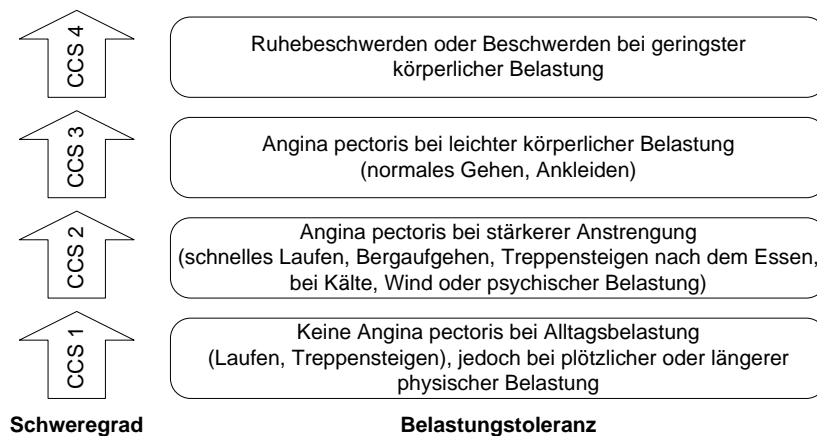 CCS 4
Ruhebeschwerden oder Beschwerden bei geringster
körperlicher Belastung
CCS 3
Angina pectoris bei leichter körperlicher Belastung
(normales Gehen, Ankleiden)
CCS 2
Angina pectoris bei stärkerer Anstrengung
(schnelles Laufen, Bergaufgehen, Treppensteigen nach dem Essen,
bei Kälte, Wind oder psychischer Belastung)
CCS 1
Keine Angina pectoris bei Alltagsbelastung
(Laufen, Treppensteigen), jedoch bei plötzlicher oder längerer
physischer Belastung
Schweregrad
Belastungstoleranz